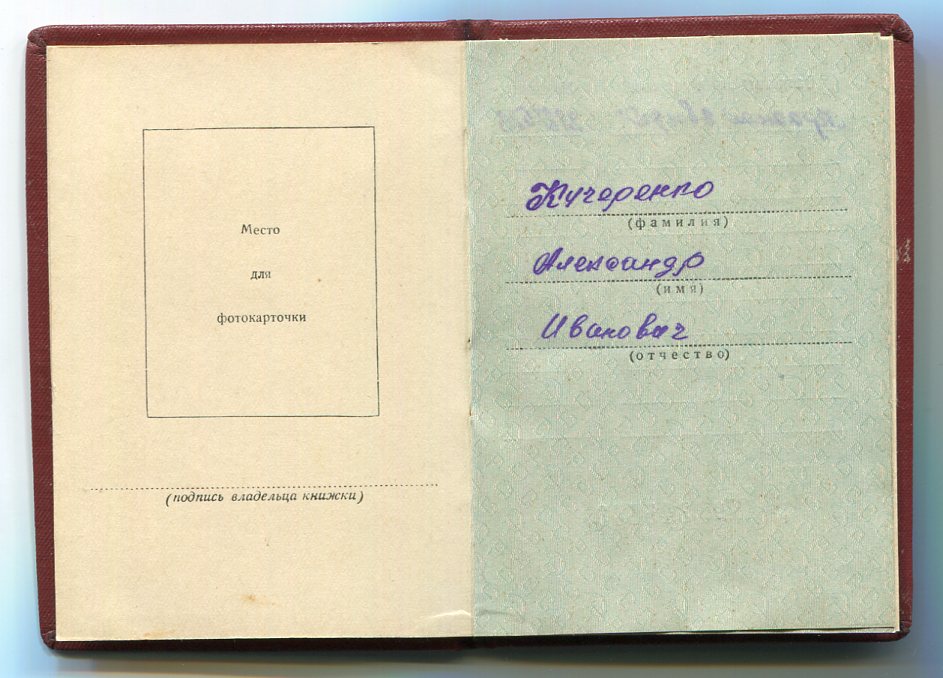 Место
для
фотокарточки
(подпись владельца книжки)
Кучеренко
(фамилия)
Александр
(имя)
Иванович
(отчество)